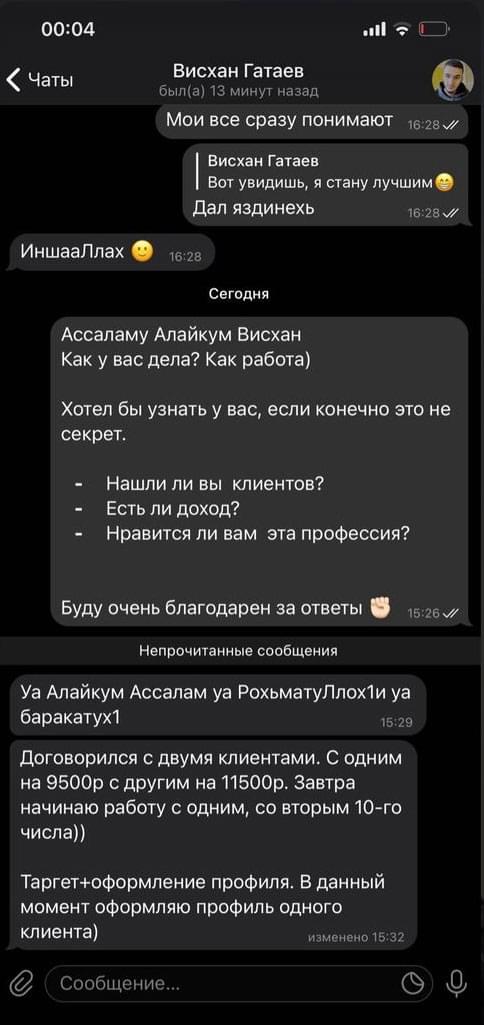 00:04
Чаты
Висхан Гатаев
был(а) 13 минут назад
Мои все сразу понимают 16:28
Висхан Гатаев
Вот увидишь, я стану лучшим😁
Дал яздинехь 16:28
ИншааЛлах 🙂 16:28
Сегодня
Ассаламу Алайкум Висхан
Как у вас дела? Как работа)
Хотел бы узнать у вас, если конечно это не
секрет.
- Нашли ли вы клиентов?
- Есть ли доход?
- Нравится ли вам эта профессия?
Буду очень благодарен за ответы ✊🏻 15:26
Непрочитанные сообщения
Уа Алайкум Ассалам уа РохьматуЛлох1и уа
баракатух1 15:29
Договорился с двумя клиентами. С одним
на 9500р с другим на 11500р. Завтра
начинаю работу с одним, со вторым 10-го
числа))
Таргет+оформление профиля. В данный
момент оформляю профиль одного
клиента) изменено 15:32
Сообщение...